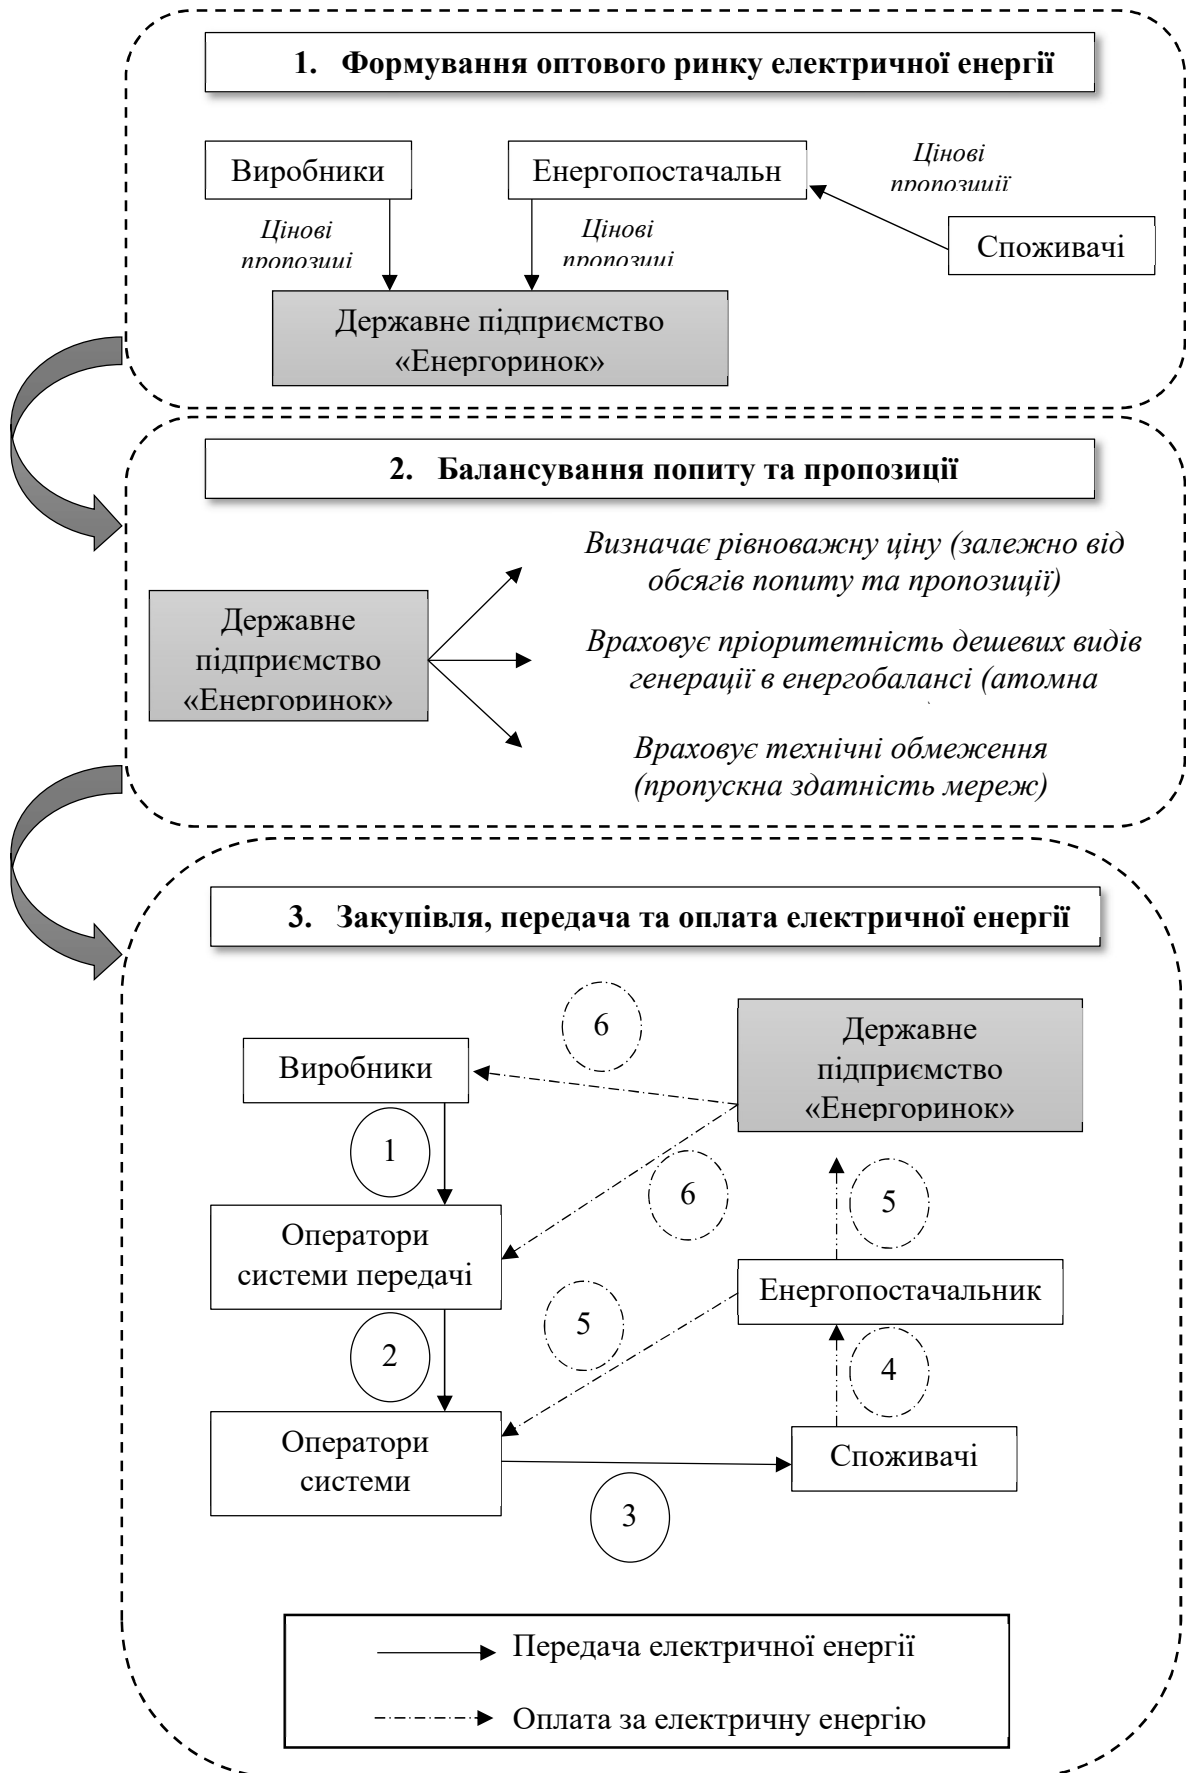 1. Формування оптового ринку електричної енергії
Виробники
Енергопостачальн
Цінові
пропозиції
Споживачі
Цінові
пропозиці
Цінові
пропозиці
Державне підприємство
«Енергоринок»
2. Балансування попиту та пропозиції
Визначає рівноважну ціну (залежно від
обсягів попиту та пропозиції)
Державне
підприємство
«Енергоринок»
Враховує пріоритетність дешевих видів
генерації в енергобалансі (атомна
Враховує технічні обмеження
(пропускна здатність мереж)
3. Закупівля, передача та оплата електричної енергії
6
Державне
підприємство
«Енергоринок»
Виробники
1
6
5
Оператори
системи передачі
Енергопостачальник
5
2
4
Оператори
системи
Споживачі
3
Передача електричної енергії
Оплата за електричну енергію